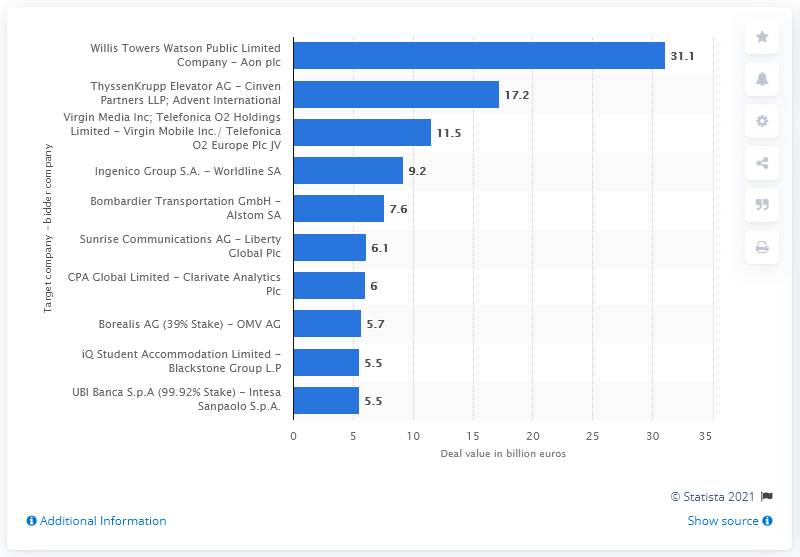 Target company – bidder company
Willis Towers Watson Public Limited
Company – Aon plc
31.1
ThyssenKrupp Elevator AG – Cinven
Partners LLP; Advent International
17.2
Virgin Media Inc; Telefonica O2 Holdings
Limited – Virgin Mobile Inc./ Telefonica
O2 Europe Plc JV
11.5
Ingenico Group S.A. – Worldline SA
9.2
Bombardier Transportation GmbH –
Alstom SA
7.6
Sunrise Communications AG – Liberty
Global Plc
6.1
CPA Global Limited – Clarivate Analytics
Plc
6
Borealis AG (39% Stake) – OMV AG
5.7
iQ Student Accommodation Limited –
Blackstone Group L.P
5.5
UBI Banca S.p.A (99.92% Stake) – Intesa
Sanpaolo S.p.A.
5.5
0 5 10 15 20 25 30 35
Deal value in billion euros
© Statista 2021
Additional Information
Show source